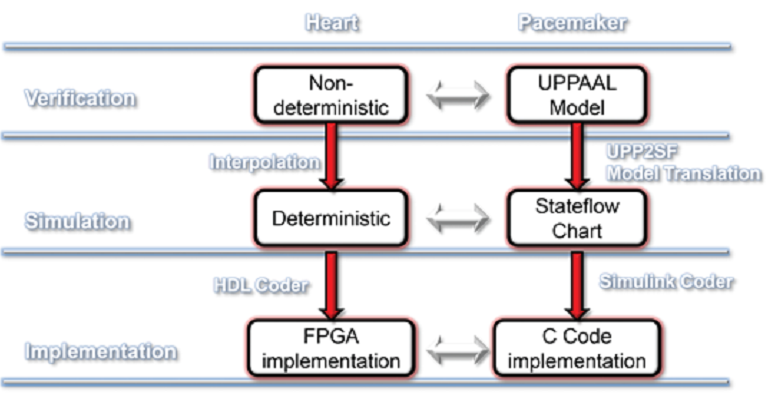 Heart
Pacemaker
Verification
Non-
deterministic
UPPAAL
Model
Interpolation
UPP2SF
Model Translation
Simulation
Deterministic
Stateflow
Chart
HDL Coder
Simulink Coder
Implementation
FPGA
implementation
C Code
implementation